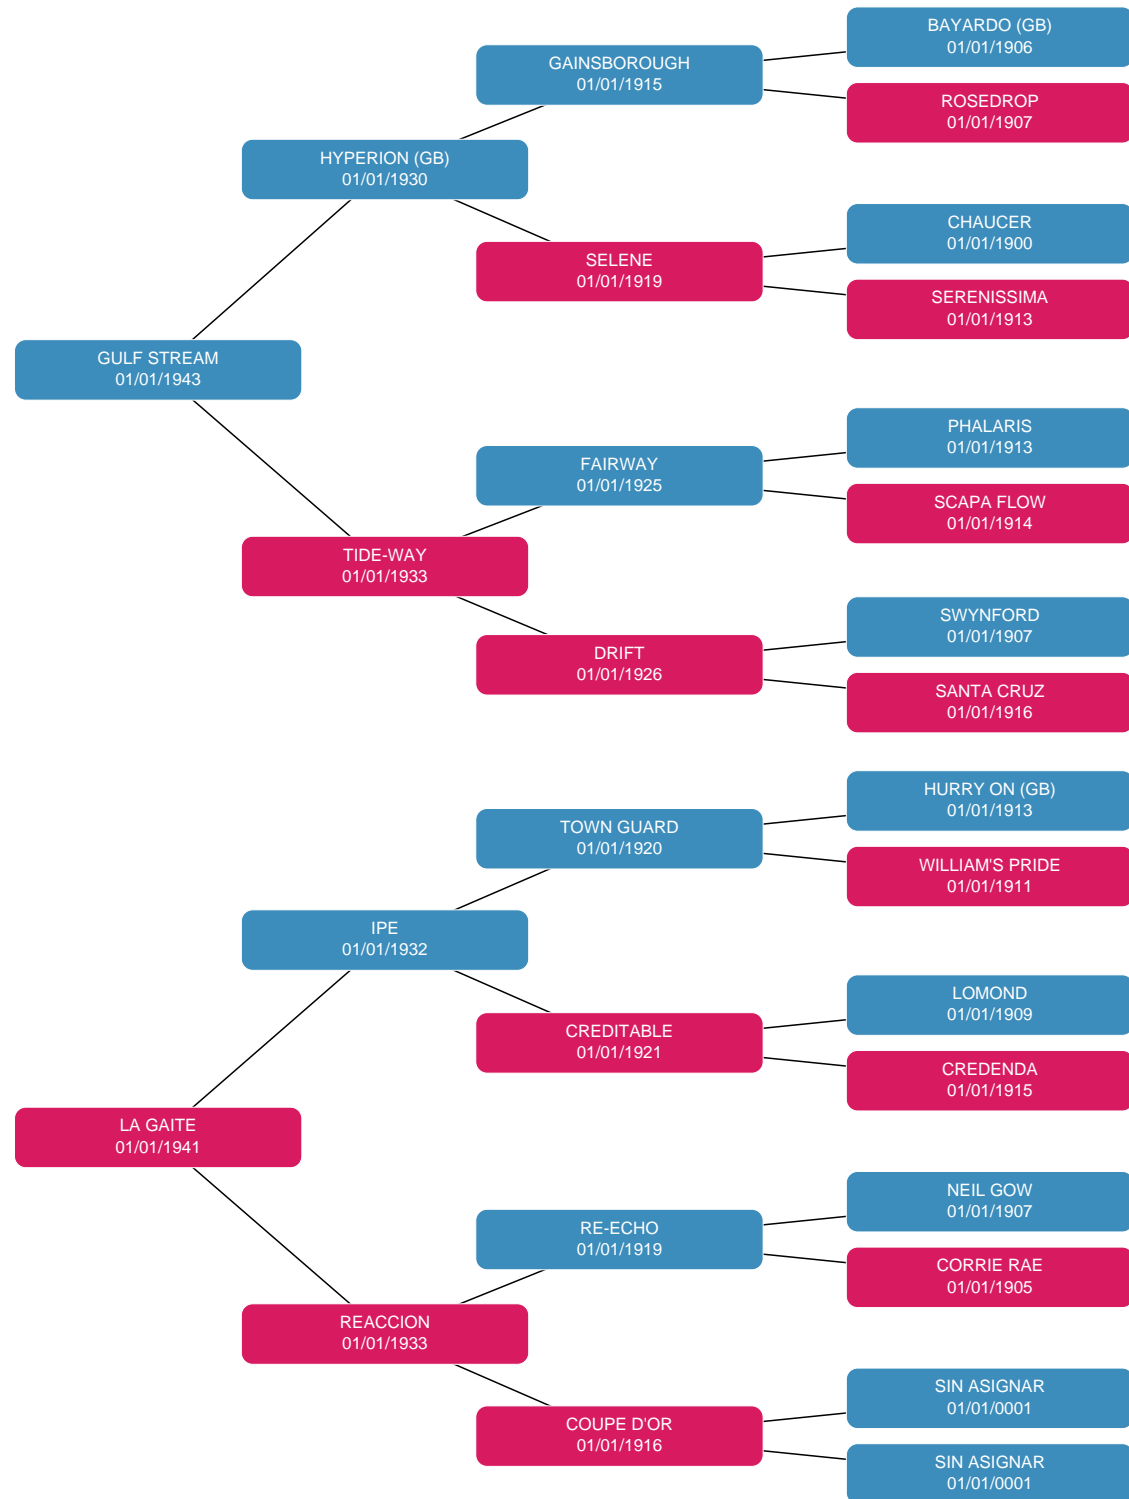 BAYARDO (GB)
01/01/1906
GAINSBOROUGH
01/01/1915
ROSEDROP
01/01/1907
HYPERION (GB)
01/01/1930
CHAUCER
01/01/1900
SELENE
01/01/1919
SERENISSIMA
01/01/1913
GULF STREAM
01/01/1943
PHALARIS
01/01/1913
FAIRWAY
01/01/1925
SCAPA FLOW
01/01/1914
TIDE-WAY
01/01/1933
SWYNFORD
01/01/1907
DRIFT
01/01/1926
SANTA CRUZ
01/01/1916
HURRY ON (GB)
01/01/1913
TOWN GUARD
01/01/1920
WILLIAM'S PRIDE
01/01/1911
IPE
01/01/1932
LOMOND
01/01/1909
CREDITABLE
01/01/1921
CREDENDA
01/01/1915
LA GAITE
01/01/1941
NEIL GOW
01/01/1907
RE-ECHO
01/01/1919
CORRIE RAE
01/01/1905
REACCION
01/01/1933
SIN ASIGNAR
01/01/0001
COUPE D'OR
01/01/1916
SIN ASIGNAR
01/01/0001